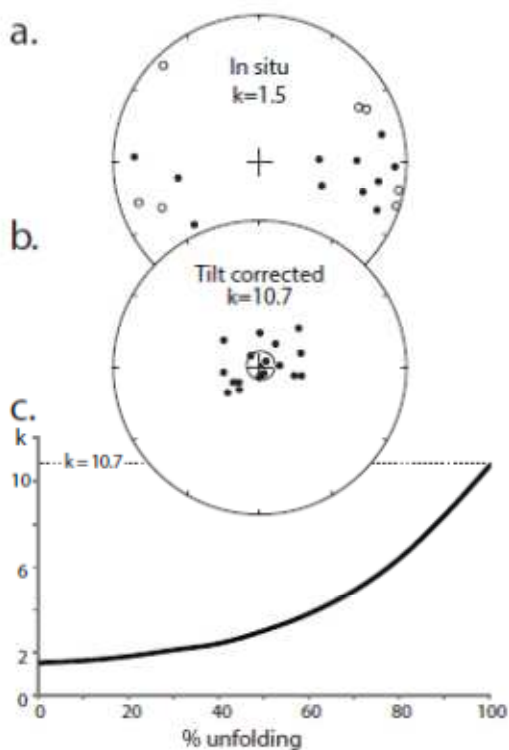 a.
In situ
k=1.5
b.
Tilt corrected
k=10.7
c.
k
k = 10.7
10
6
2
0
0 20 40 60 80 100
% unfolding